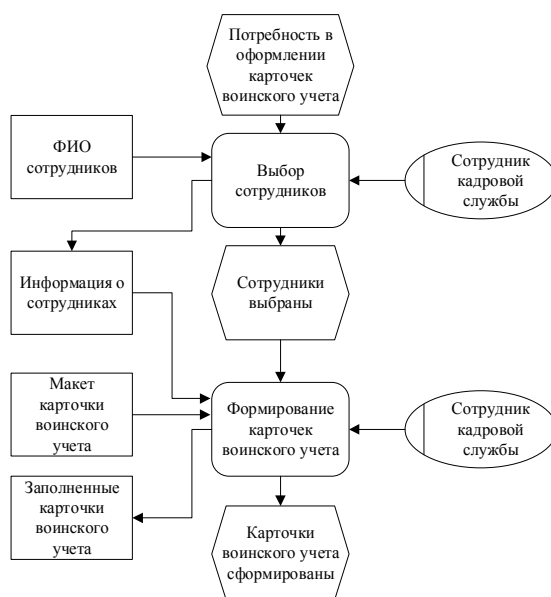 Потребность в
оформлении
карточек
воинского учета
ФИО
сотрудников
Выбор
сотрудников
Сотрудник
кадровой
службы
Информация о
сотрудниках
Сотрудники
выбраны
Макет
карточки
воинского
учета
Формирование
карточек
воинского учета
Сотрудник
кадровой
службы
Заполненные
карточки
воинского учета
Карточки
воинского учета
сформированы